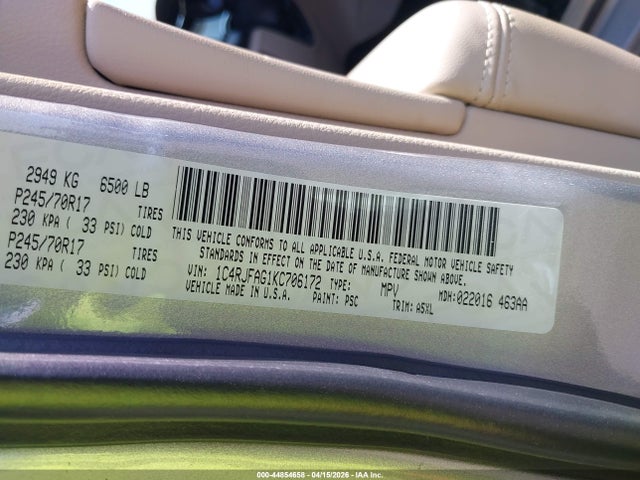 2949 KG 6500 LB
P245/70R17 TIRES
230 KPA ( 33 PSI) COLD
P245/70R17 TIRES
230 KPA ( 33 PSI) COLD
THIS VEHICLE CONFORMS TO ALL APPLICABLE U.S.A. FEDERAL MOTOR VEHICLE SAFETY
STANDARDS IN EFFECT ON THE DATE OF MANUFACTURE SHOWN ABOVE.
VIN: 1C4RJFAG1KC706172 TYPE: MPV MDH:022016 463AA
VEHICLE MADE IN U.S.A. PAINT: PSC TRIM: A5XL
000-44854658 - 04/15/2026 - IAA Inc.